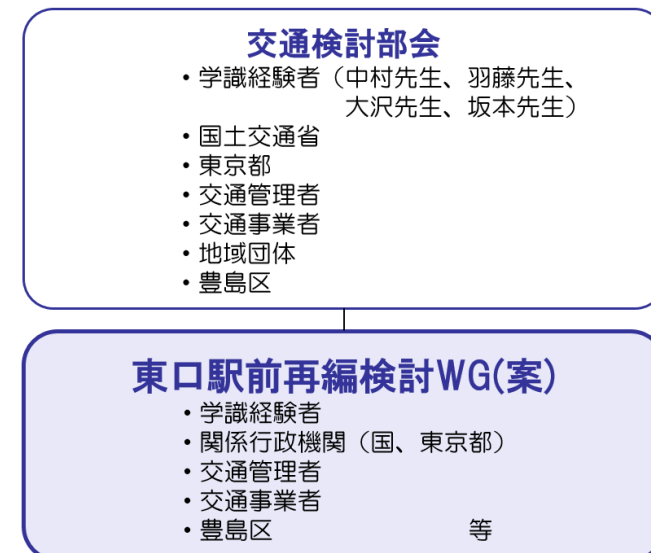 交通検討部会
・学識経験者（中村先生、羽藤先生、
大沢先生、坂本先生）
・国土交通省
・東京都
・交通管理者
・交通事業者
・地域団体
・豊島区
東口駅前再編検討WG(案)
・学識経験者
・関係行政機関（国、東京都）
・交通管理者
・交通事業者
・豊島区　　　　　　　　等